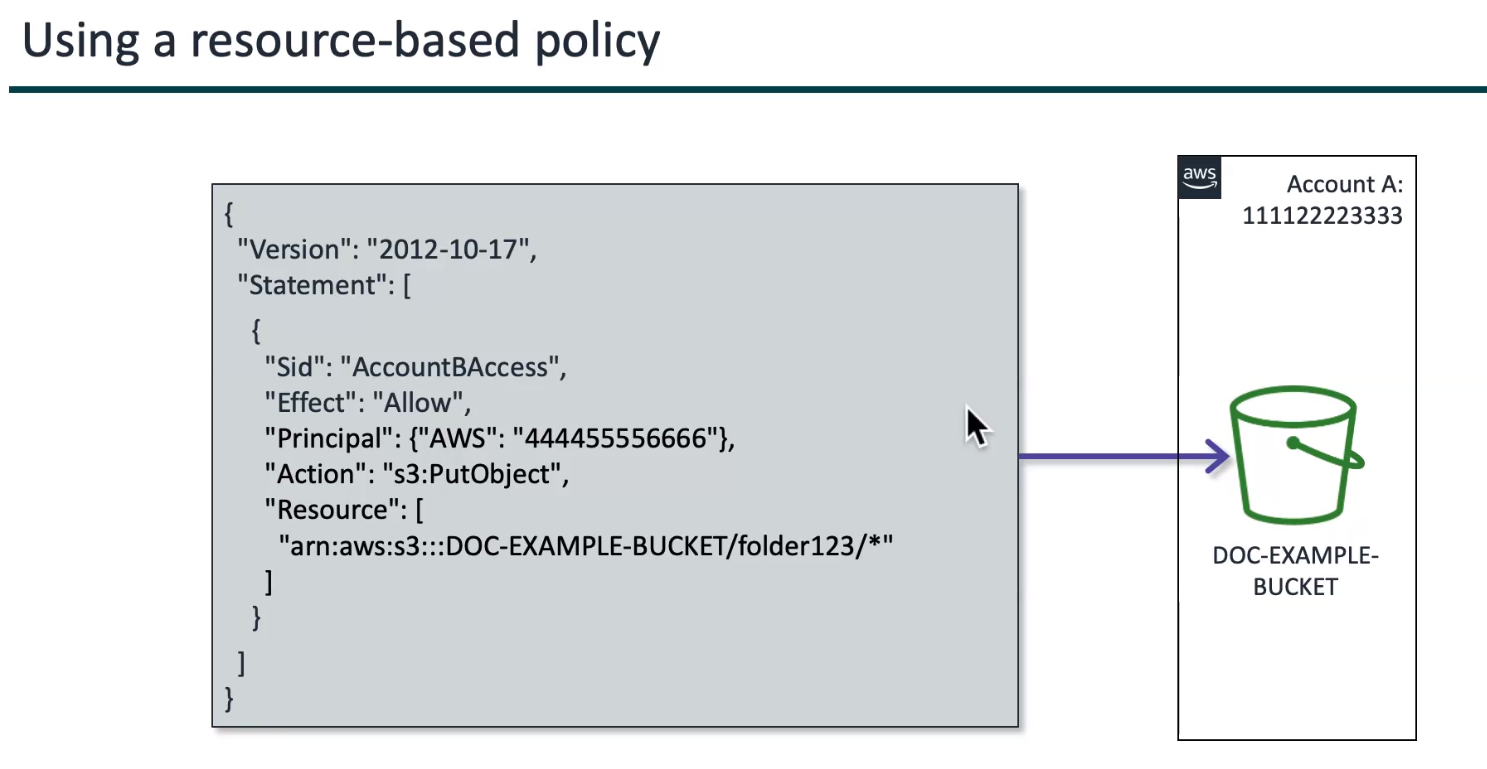 Using a resource-based policy
{
"Version": "2012-10-17",
"Statement": [
{
"Sid": "AccountBAccess",
"Effect": "Allow",
"Principal": {"AWS": "444455556666"},
"Action": "s3:PutObject",
"Resource": [
"arn:aws:s3:::DOC-EXAMPLE-BUCKET/folder123/*"
]
}
]
}
aws
Account A:
111122223333
DOC-EXAMPLE-
BUCKET